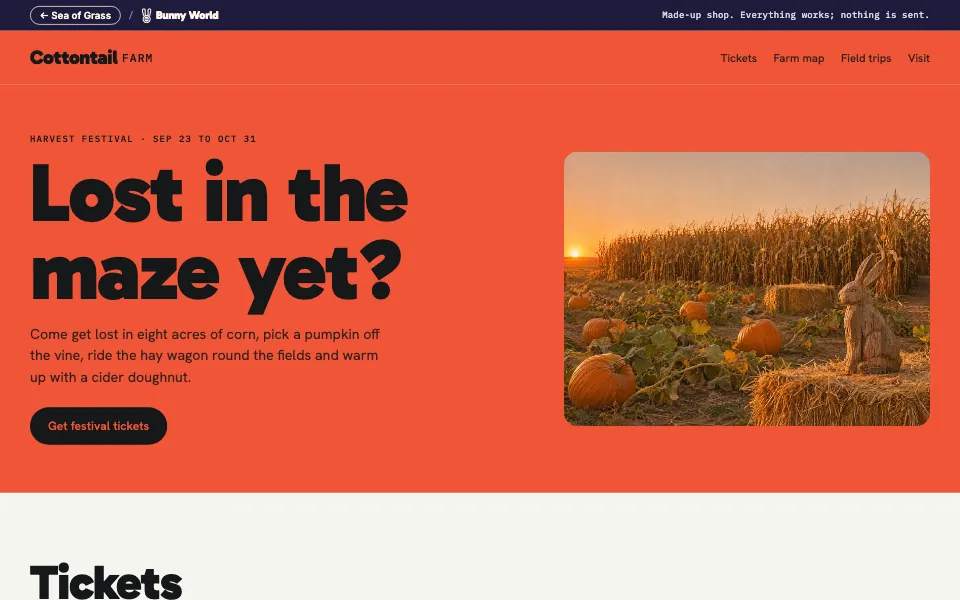 ← Sea of Grass / Bunny World
Made-up shop. Everything works; nothing is sent.
Cottontail FARM
Tickets Farm map Field trips Visit
HARVEST FESTIVAL · SEP 23 TO OCT 31
Lost in the
maze yet?
Come get lost in eight acres of corn, pick a pumpkin off
the vine, ride the hay wagon round the fields and warm
up with a cider doughnut.
Get festival tickets
Tickets